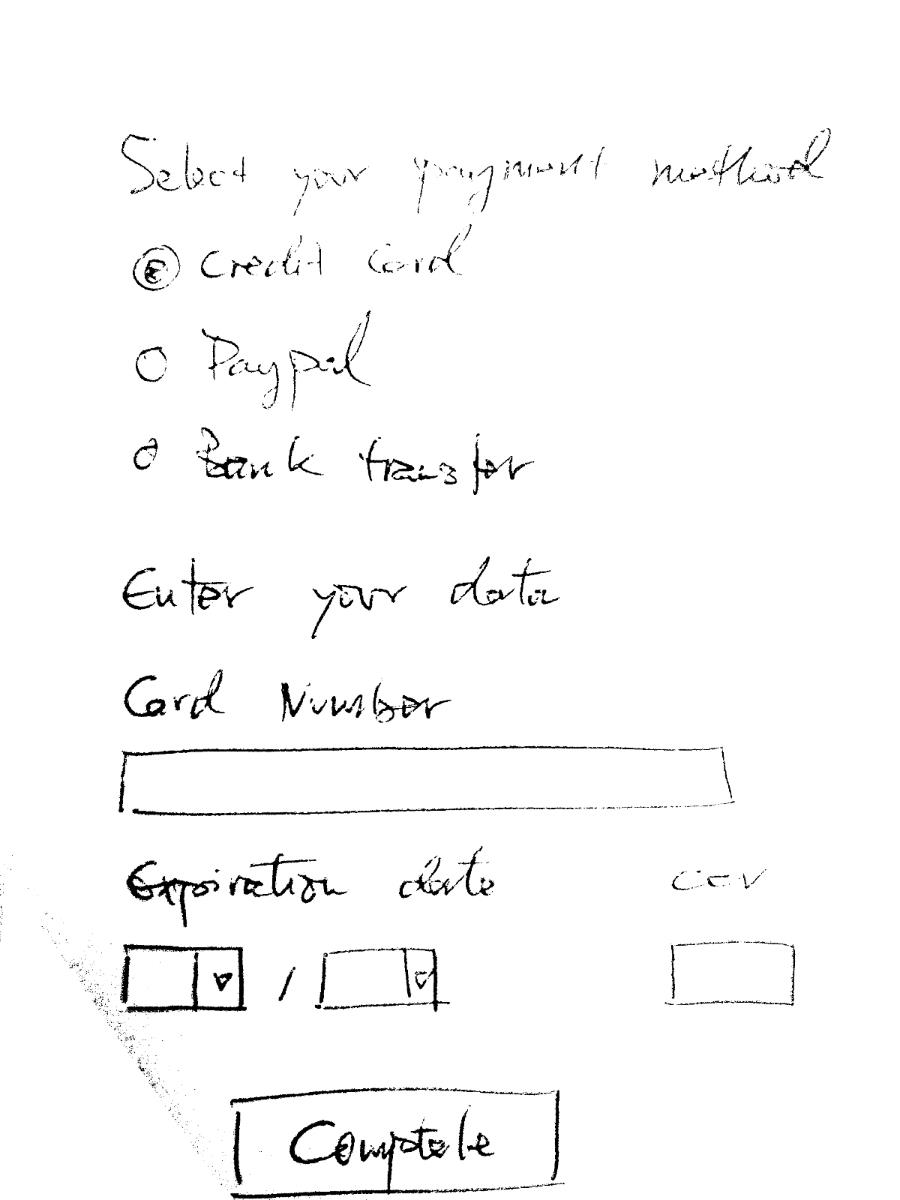 Select your payment method
Credit Card
Paypal
Bank transfer
Enter your data
Card Number
Expiration date CCV
/
Complete